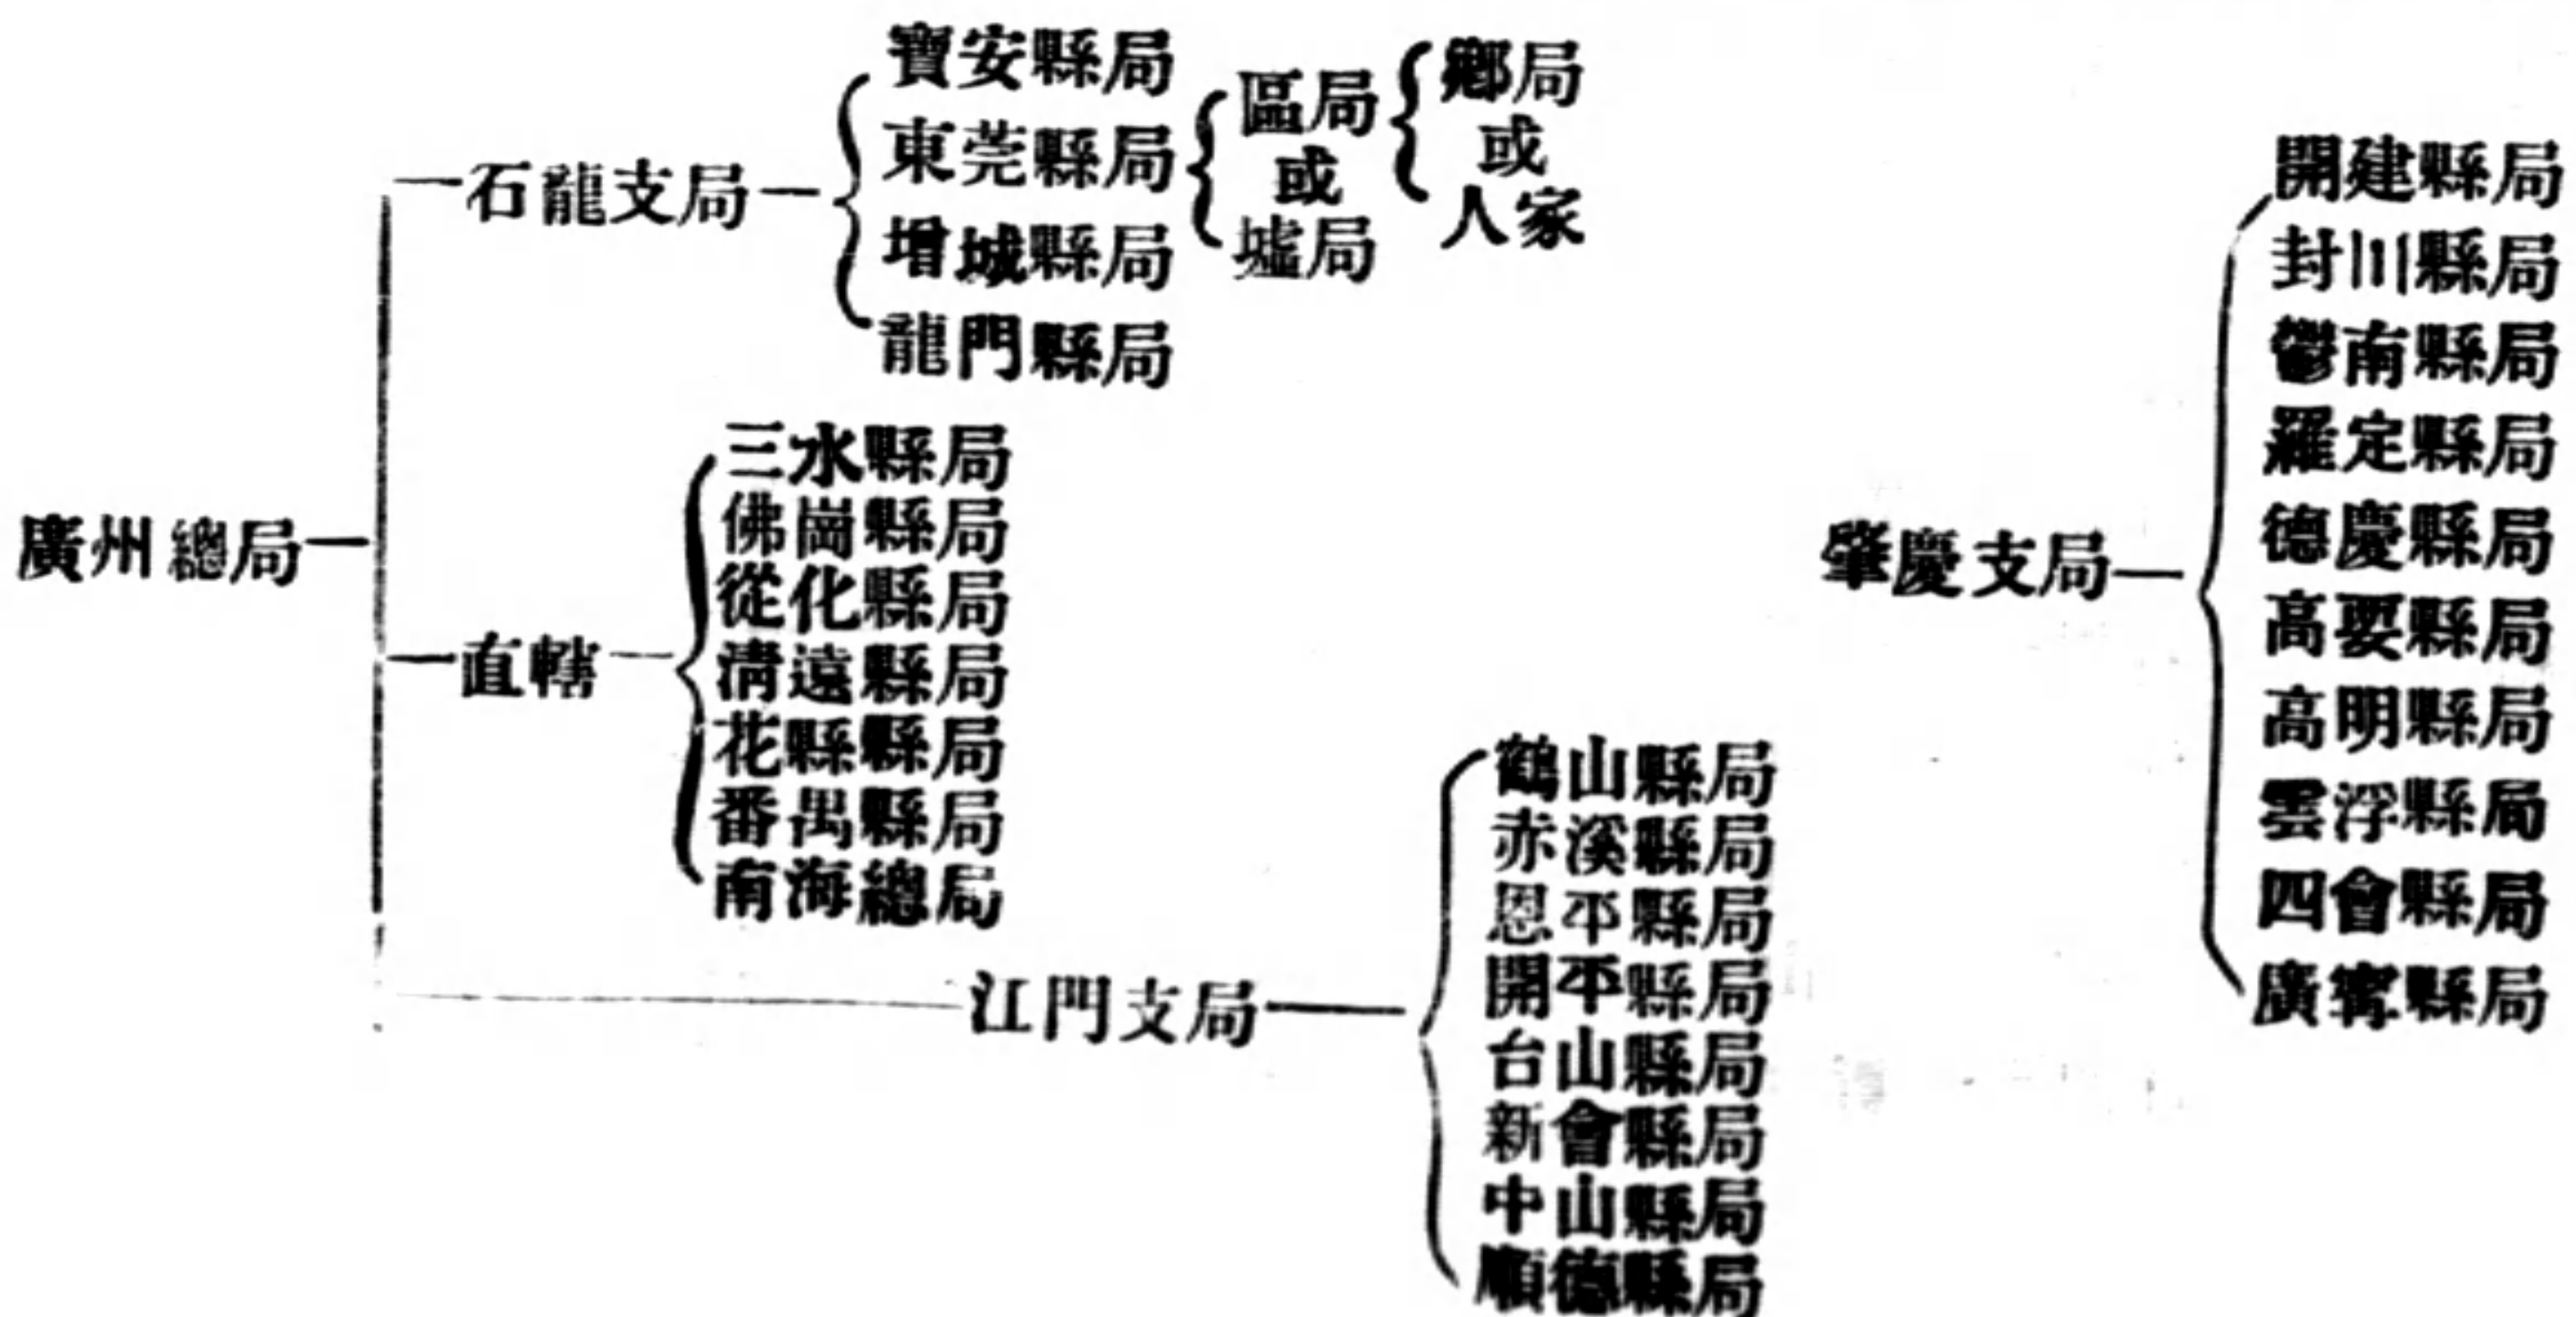 廣州總局
石龍支局
寶安縣局
東莞縣局
增城縣局
龍門縣局
區局
或
墟局
鄉局
或
人家
直轄
三水縣局
佛崗縣局
從化縣局
清遠縣局
花縣縣局
番禺縣局
南海總局
江門支局
鶴山縣局
赤溪縣局
恩平縣局
開平縣局
台山縣局
新會縣局
中山縣局
順德縣局
肇慶支局
開建縣局
封川縣局
鬱南縣局
羅定縣局
德慶縣局
高要縣局
高明縣局
雲浮縣局
四會縣局
廣寧縣局